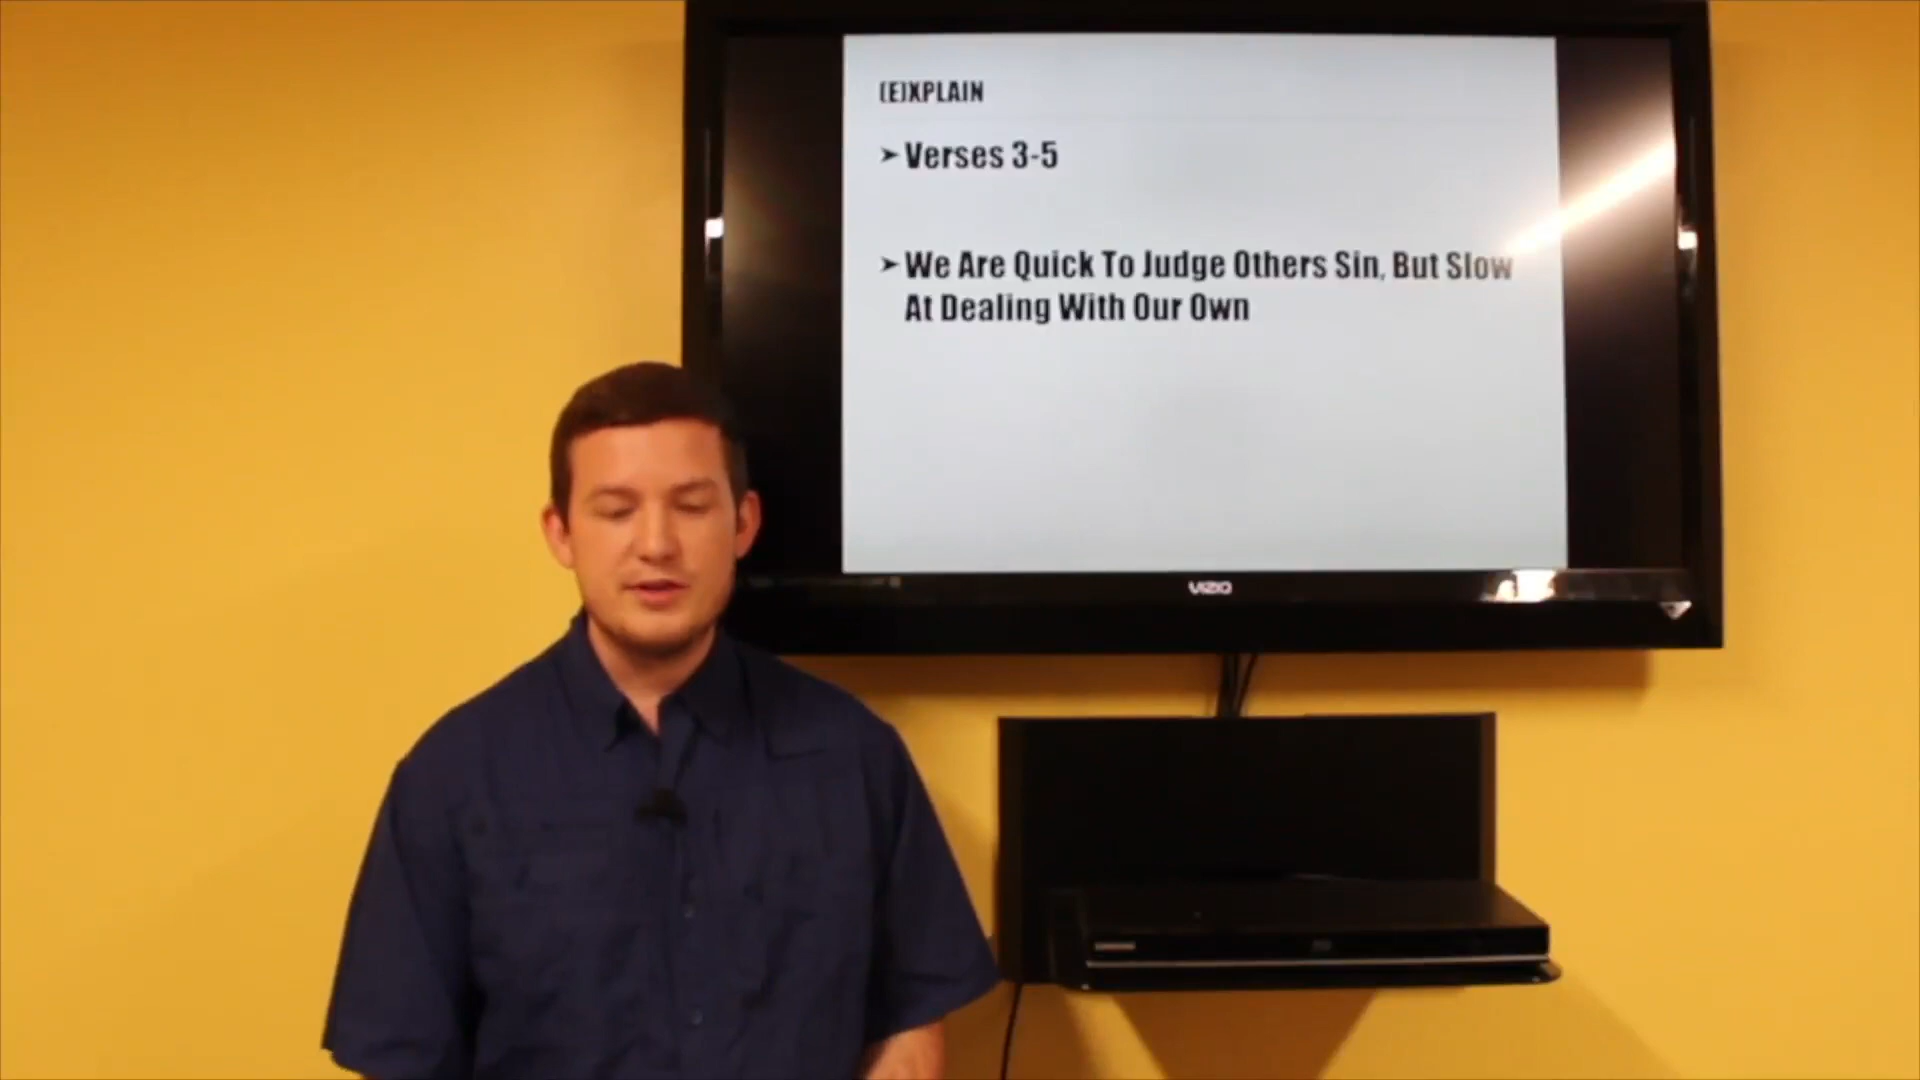 (E)XPLAIN
➢ Verses 3-5
➢ We Are Quick To Judge Others Sin, But Slow
At Dealing With Our Own
VIZIO